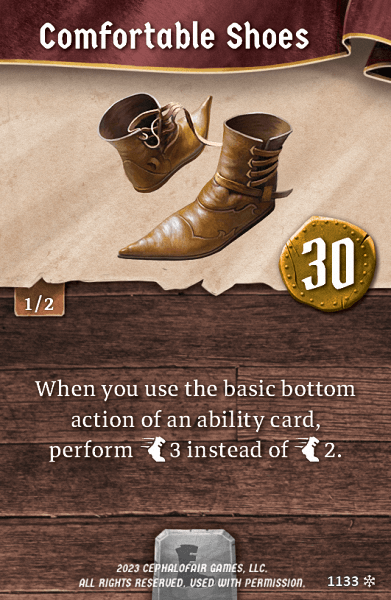 Comfortable Shoes
30
1/2
When you use the basic bottom
action of an ability card,
perform 3 instead of 2.
2023 CEPHALOFAIR GAMES, LLC.
ALL RIGHTS RESERVED, USED WITH PERMISSION.
1133